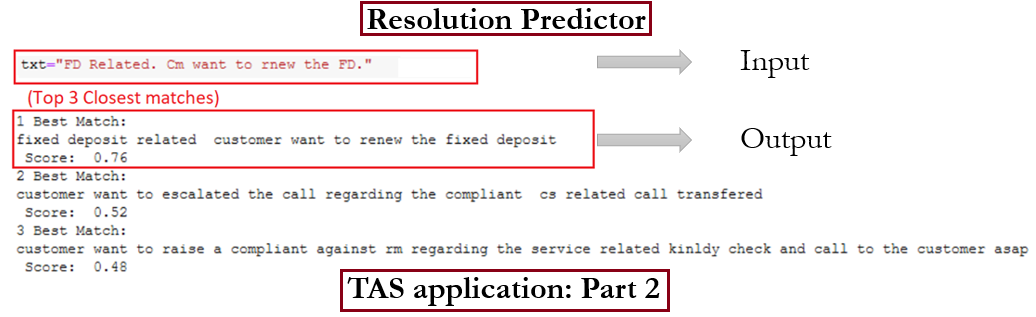 Resolution Predictor
txt="FD Related. Cm want to rnew the FD."
Input
(Top 3 Closest matches)
1 Best Match:
fixed deposit related  customer want to renew the fixed deposit
Output
Score:  0.76
2 Best Match:
customer want to escalated the call regarding the compliant  cs related call transfered
Score:  0.52
3 Best Match:
customer want to raise a compliant against rm regarding the service related kinldy check and call to the customer asap
Score:  0.48
TAS application: Part 2